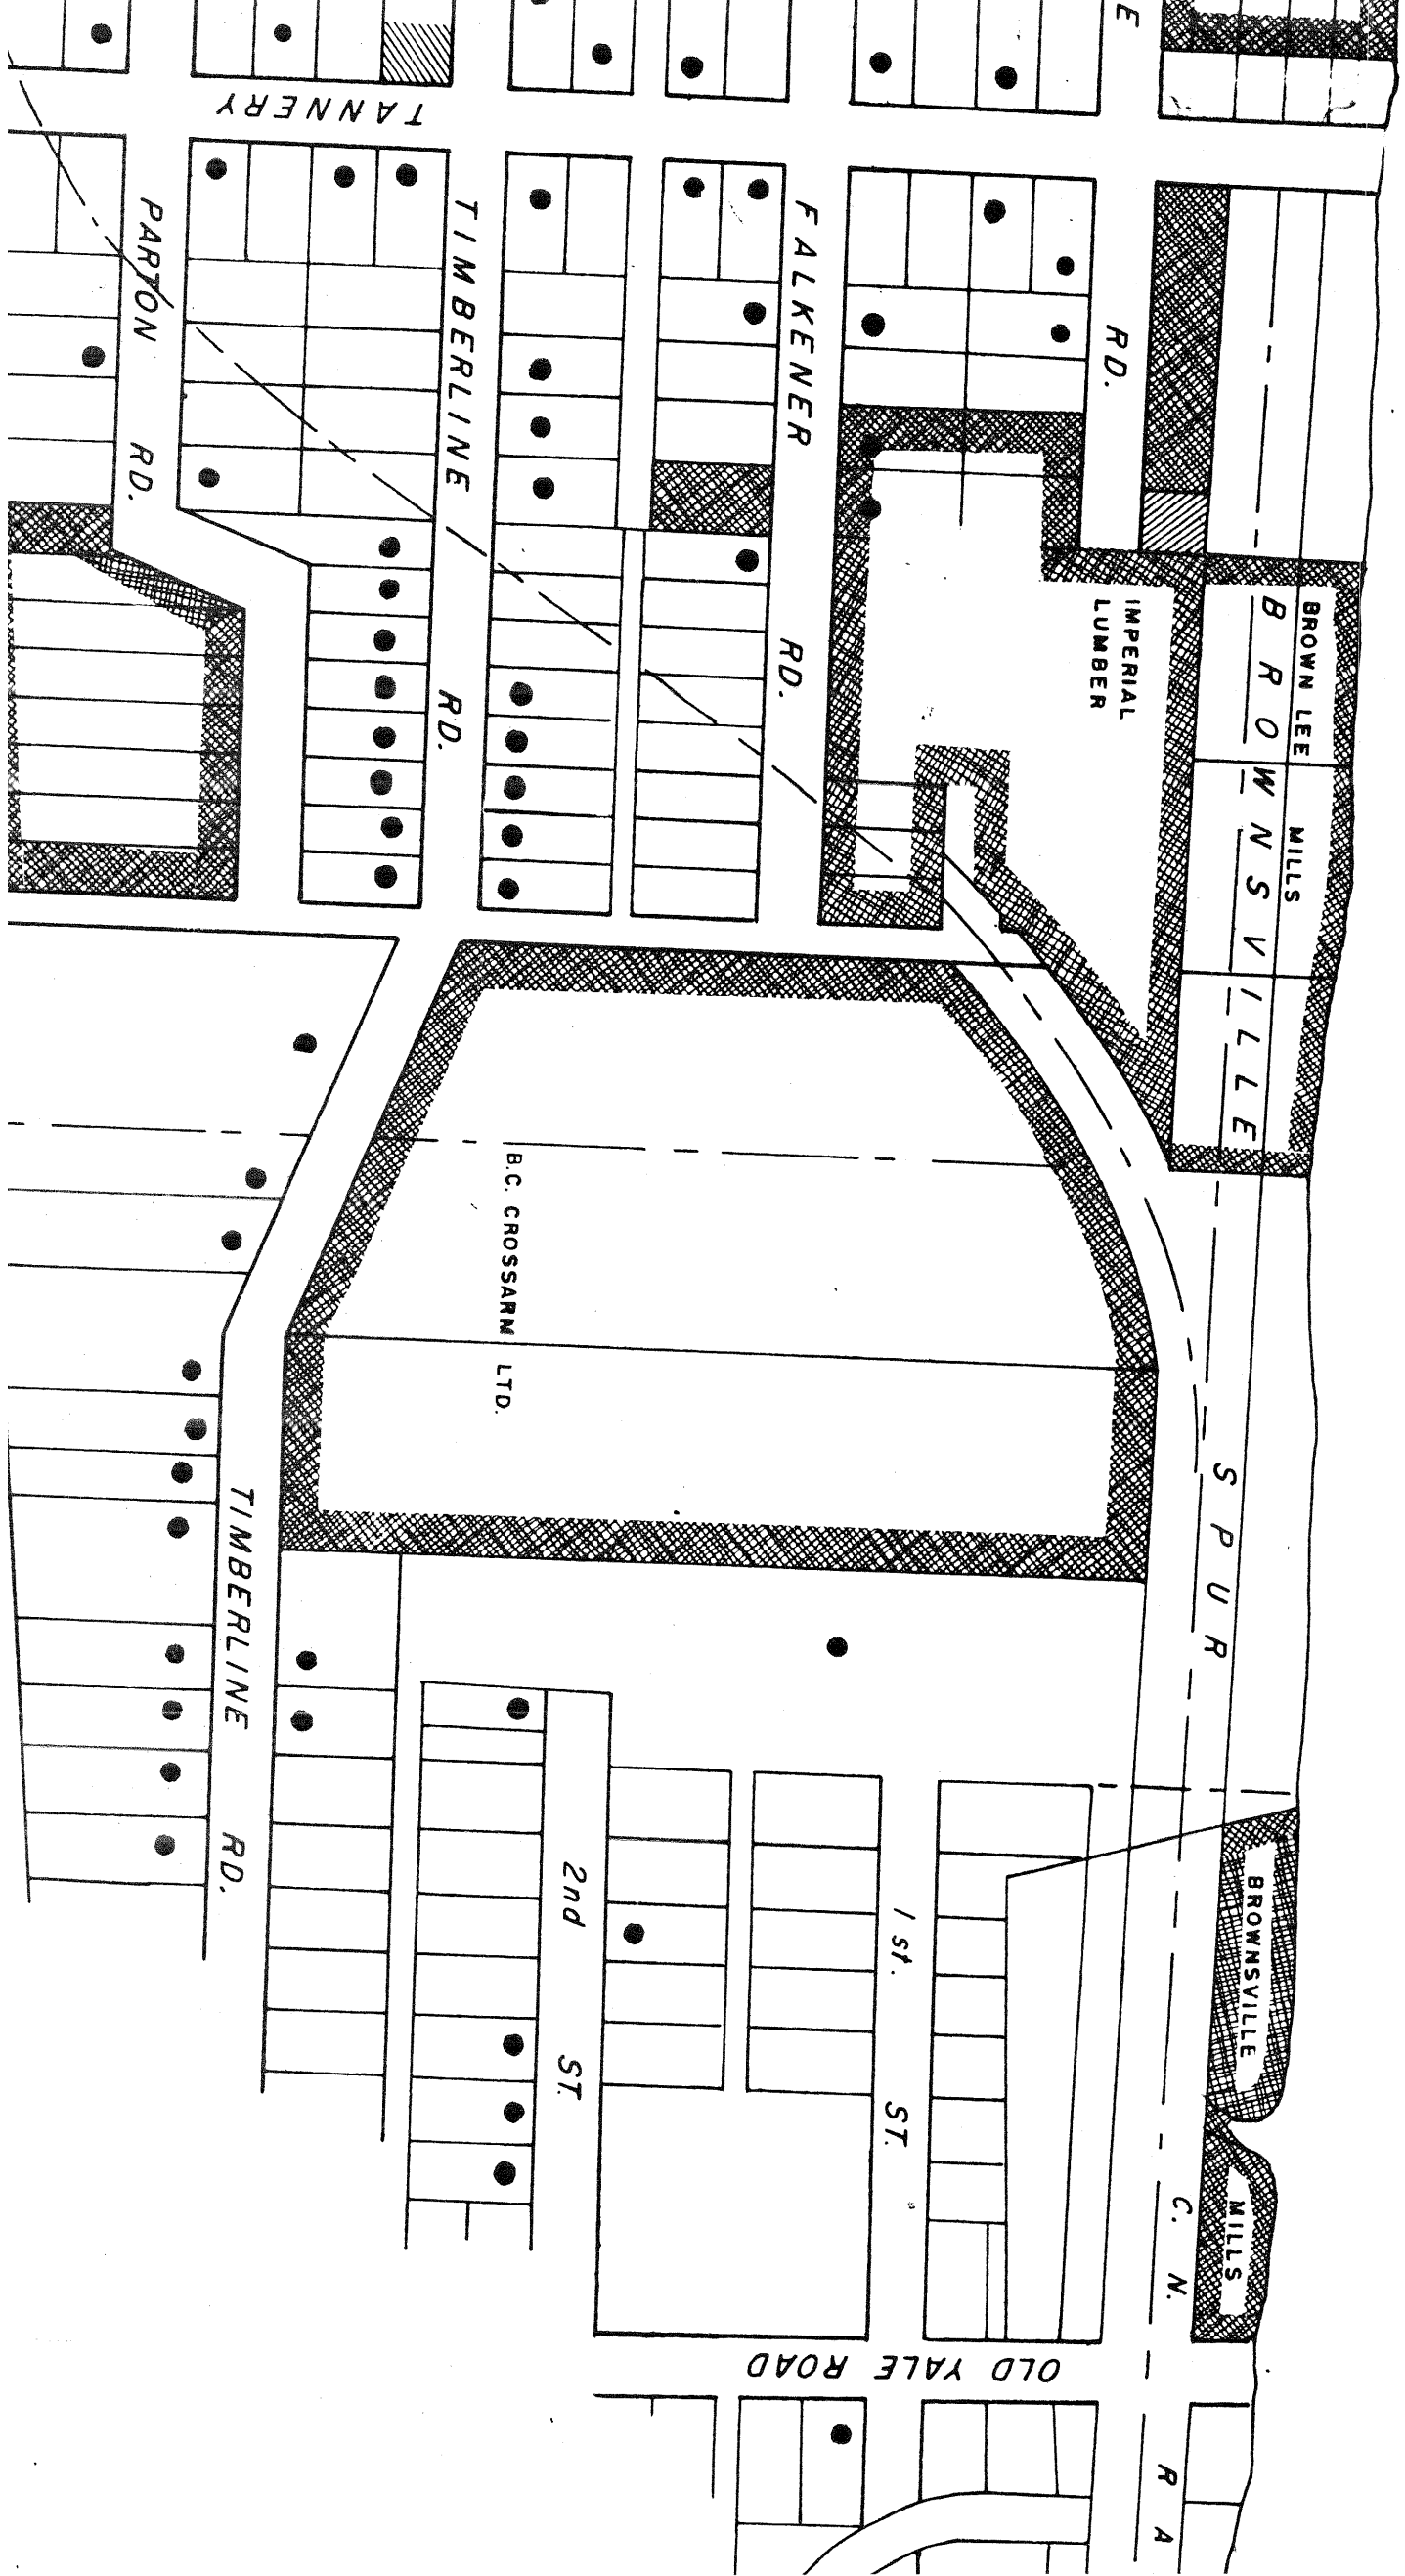 E
RD.
TANNERY
PARTON RD.
TIMBERLINE RD.
FALKENER RD.
IMPERIAL
LUMBER
BROWN LEE MILLS
BROWNSVILLE SPUR
B.C. CROSSARM LTD.
TIMBERLINE RD.
2nd ST.
1st. ST.
BROWNSVILLE MILLS
C. N. RA
OLD YALE ROAD